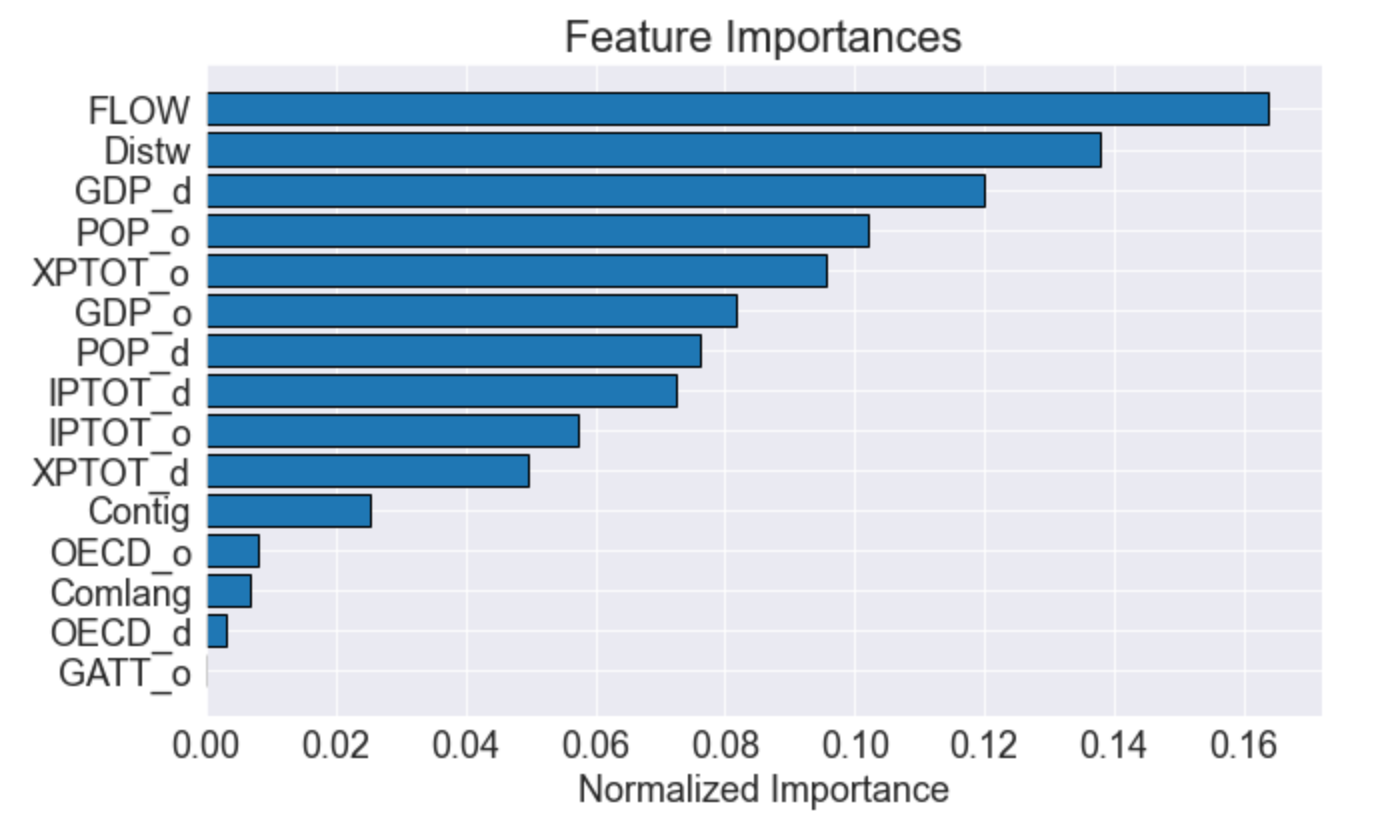 Feature Importances
FLOW
Distw
GDP_d
POP_o
XPTOT_o
GDP_o
POP_d
IPTOT_d
IPTOT_o
XPTOT_d
Contig
OECD_o
Comlang
OECD_d
GATT_o
0.00 0.02 0.04 0.06 0.08 0.10 0.12 0.14 0.16
Normalized Importance